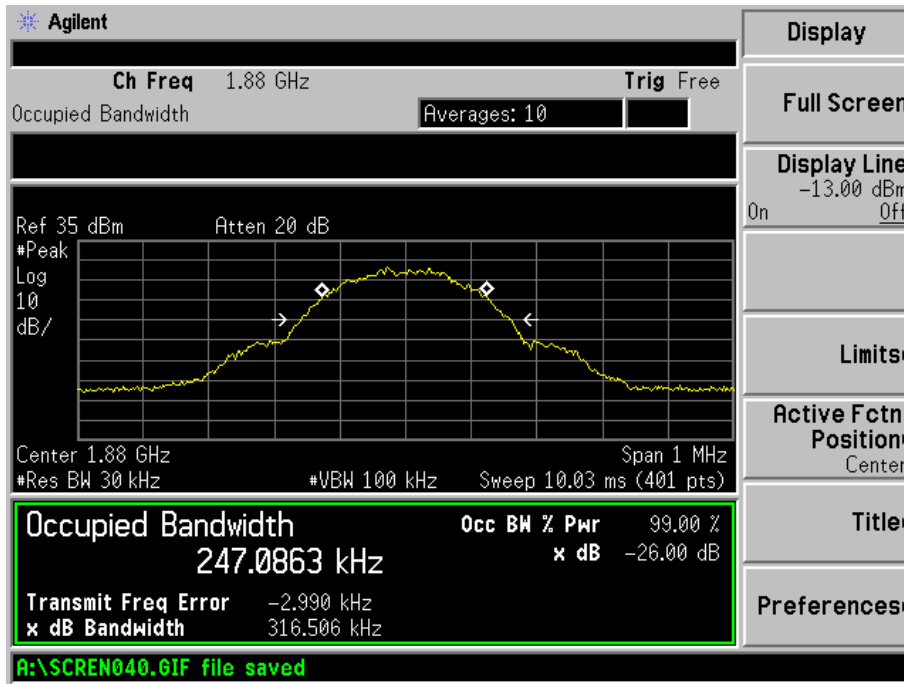 Agilent
Display
Ch Freq 1.88 GHz Trig Free
Occupied Bandwidth Averages: 10
Full Screen
Display Line
-13.00 dBm
On Off
Ref 35 dBm Atten 20 dB
#Peak
Log
10
dB/
Limits
Active Fctn
Position
Center
Center 1.88 GHz Span 1 MHz
#Res BW 30 kHz #VBW 100 kHz Sweep 10.03 ms (401 pts)
Occupied Bandwidth Occ BW % Pwr 99.00 %
247.0863 kHz x dB -26.00 dB
Title
Transmit Freq Error -2.990 kHz
x dB Bandwidth 316.506 kHz
Preferences
A:\SCREN040.GIF file saved